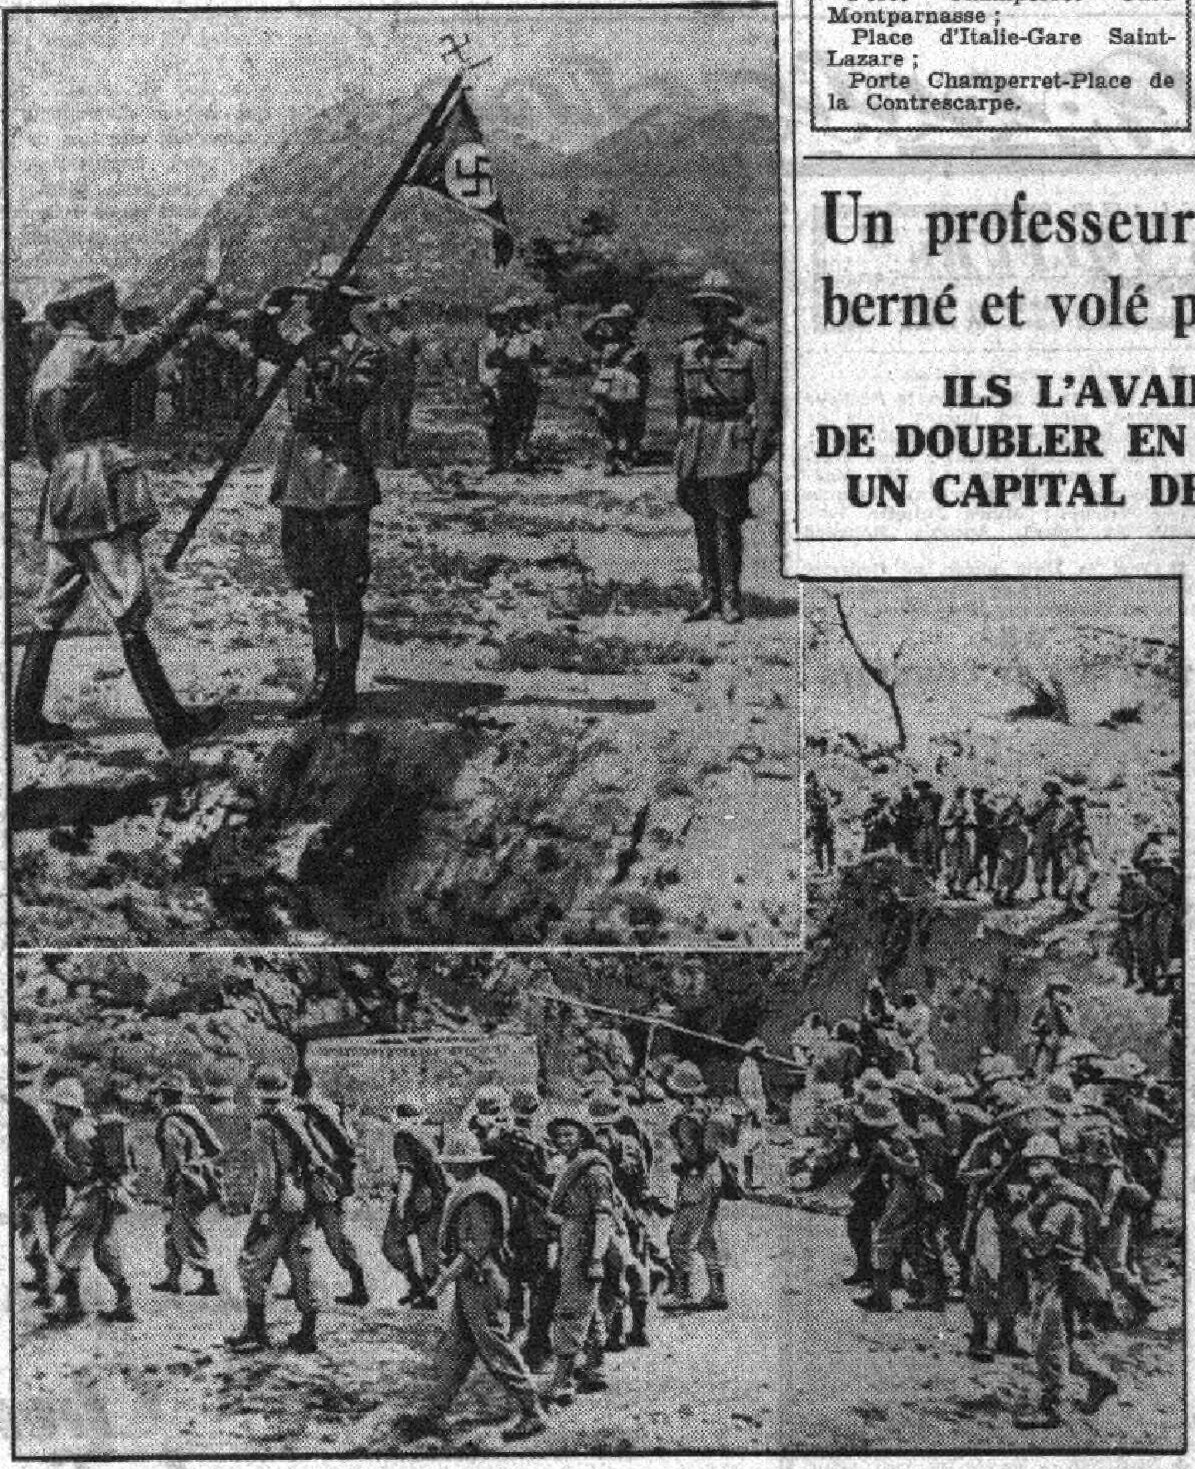 Montparnasse ;
Place d'Italie-Gare Saint-
Lazare ;
Porte Champerret-Place de
la Contrescarpe.
Un professeur
berné et volé p
ILS L'AVAI
DE DOUBLER EN
UN CAPITAL DE